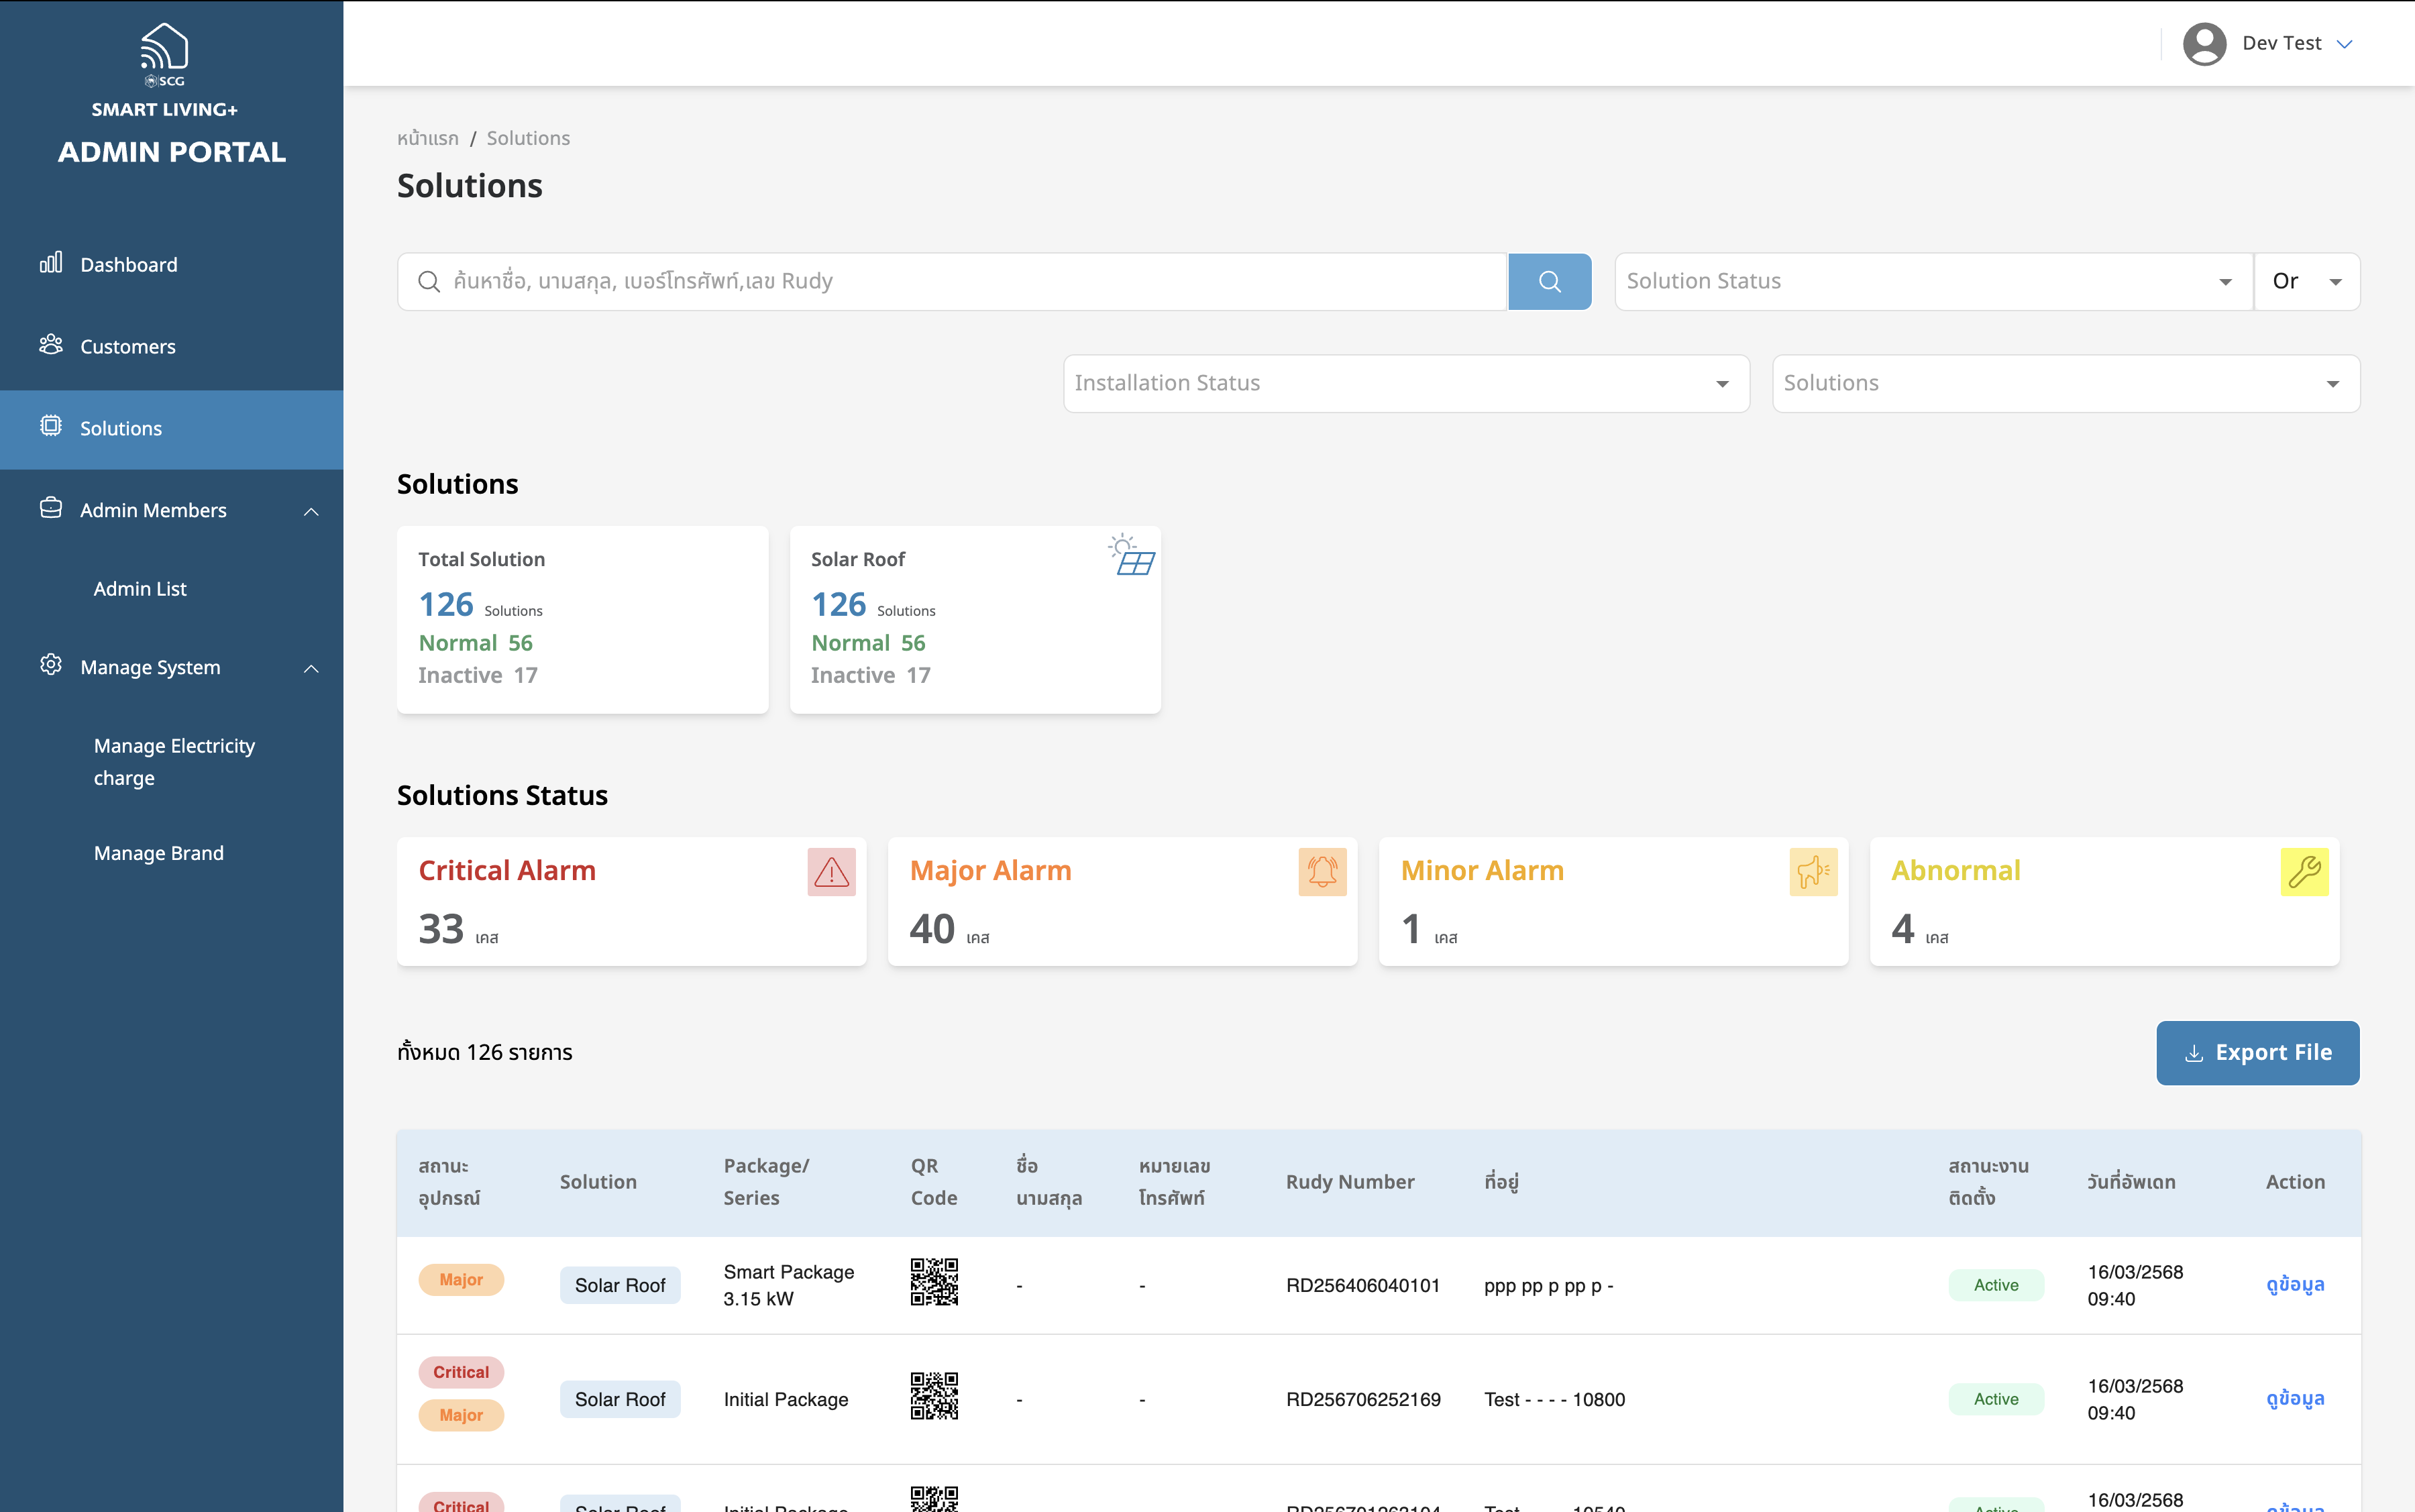 SCG
SMART LIVING+
ADMIN PORTAL
Dashboard
Customers
Solutions
Admin Members
Admin List
Manage System
Manage Electricity
charge
Manage Brand
Dev Test
หน้าแรก / Solutions
Solutions
ค้นหาชื่อ, นามสกุล, เบอร์โทรศัพท์,เลข Rudy
Solution Status
Or
Installation Status
Solutions
Solutions
Total Solution
126 Solutions
Normal 56
Inactive 17
Solar Roof
126 Solutions
Normal 56
Inactive 17
Solutions Status
Critical Alarm
33 เคส
Major Alarm
40 เคส
Minor Alarm
1 เคส
Abnormal
4 เคส
ทั้งหมด 126 รายการ
Export File
สถานะ
อุปกรณ์
Solution
Package/
Series
QR
Code
ชื่อ
นามสกุล
หมายเลข
โทรศัพท์
Rudy Number
ที่อยู่
สถานะงาน
ติดตั้ง
วันที่อัพเดท
Action
Major
Solar Roof
Smart Package
3.15 kW
-
-
RD256406040101
ppp pp p pp p -
Active
16/03/2568
09:40
ดูข้อมูล
Critical
Major
Solar Roof
Initial Package
-
-
RD256706252169
Test - - - - 10800
Active
16/03/2568
09:40
ดูข้อมูล
Critical
Solar Roof
Initial Package
Active
16/03/2568
ดูข้อมูล